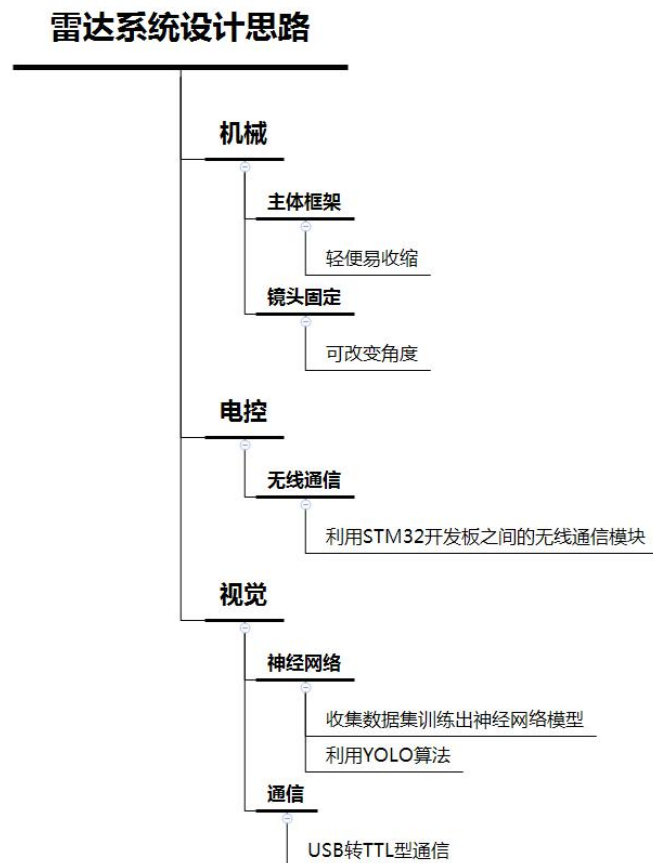 雷达系统设计思路
机械
主体框架
轻便易收缩
镜头固定
可改变角度
电控
无线通信
利用STM32开发板之间的无线通信模块
视觉
神经网络
收集数据集训练出神经网络模型
利用YOLO算法
通信
USB转TTL型通信